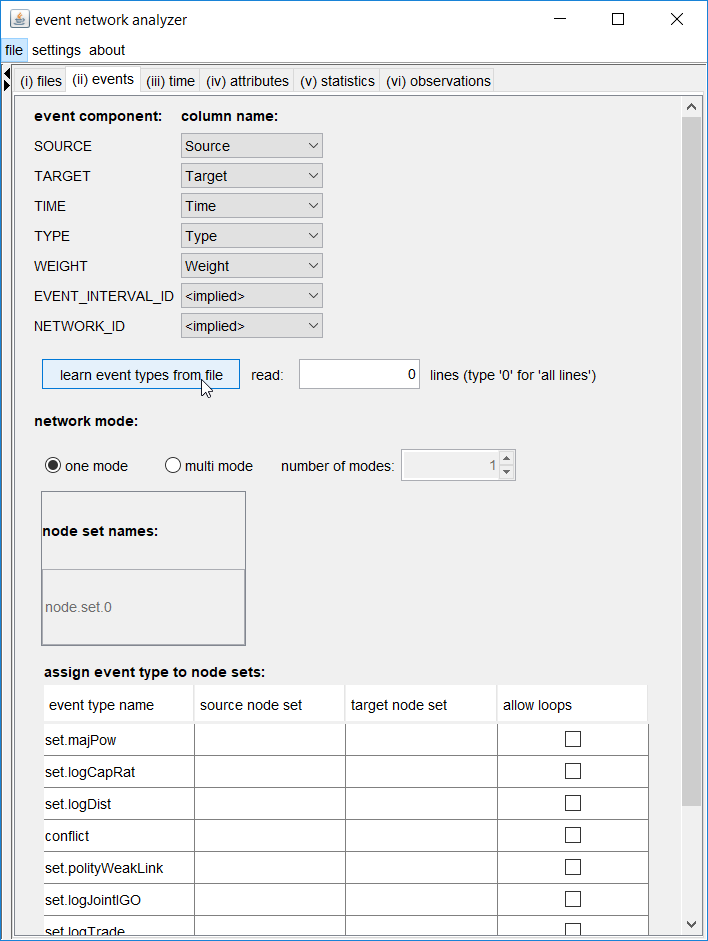 event network analyzer
file settings about
(i) files (ii) events (iii) time (iv) attributes (v) statistics (vi) observations
event component: column name:
SOURCE Source
TARGET Target
TIME Time
TYPE Type
WEIGHT Weight
EVENT_INTERVAL_ID <implied>
NETWORK_ID <implied>
learn event types from file read: 0 lines (type '0' for 'all lines')
network mode:
one mode multi mode number of modes: 1
node set names:
node.set.0
assign event type to node sets:
event type name source node set target node set allow loops
set.majPow
set.logCapRat
set.logDist
conflict
set.polityWeakLink
set.logJointIGO
set.logTrade